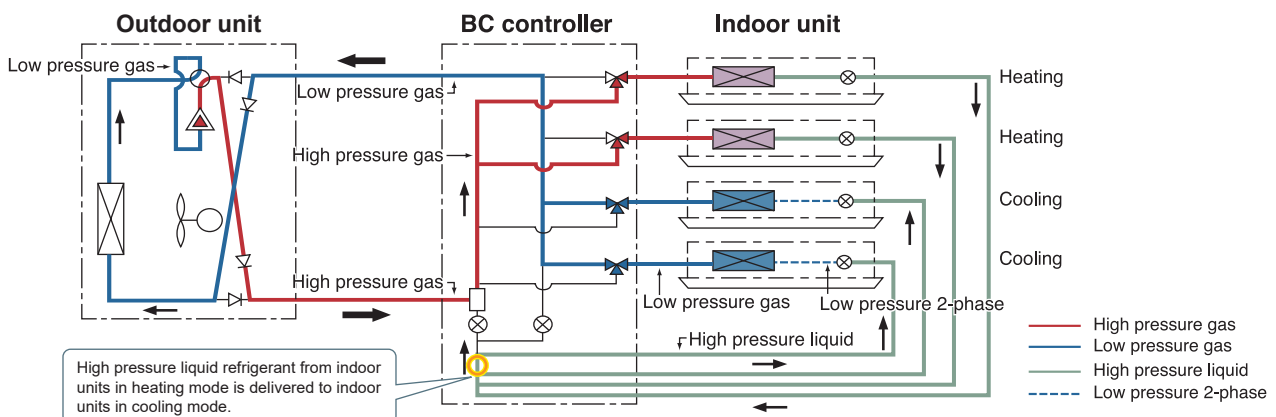 Outdoor unit
BC controller
Indoor unit
Low pressure gas
Low pressure gas
Heating
High pressure gas
Heating
Cooling
High pressure gas
Cooling
Low pressure gas
Low pressure 2-phase
High pressure liquid
High pressure liquid refrigerant from indoor
units in heating mode is delivered to indoor
units in cooling mode.
High pressure gas
Low pressure gas
High pressure liquid
Low pressure 2-phase